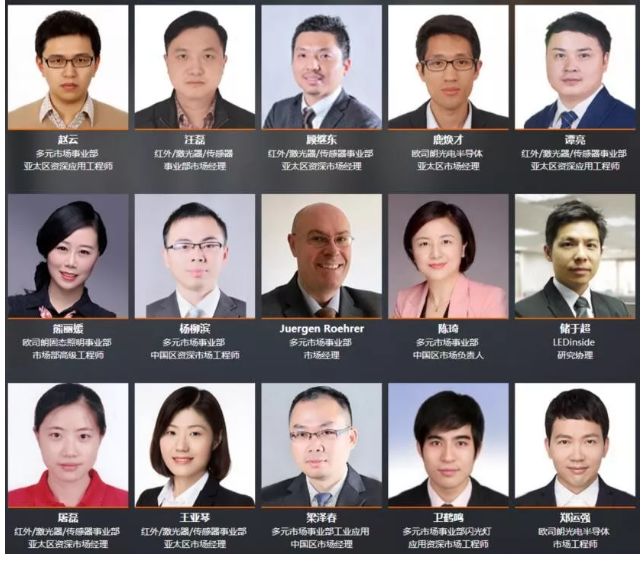 赵云
多元市场事业部
亚太区资深应用工程师
汪磊
红外/激光器/传感器
事业部市场经理
顾继东
红外/激光器/传感器事业部
亚太区资深市场经理
鹿焕才
欧司朗光电半导体
亚太区市场经理
谭亮
红外/激光器/传感器事业部
亚太区资深应用工程师
熊丽媛
欧司朗固态照明事业部
市场部高级工程师
杨柳滨
多元市场事业部
中国区资深市场工程师
Juergen Roehrer
多元市场事业部
市场经理
陈琦
多元市场事业部
中国区市场负责人
储于超
LEDinside
研究协理
屠磊
红外/激光器/传感器事业部
亚太区资深市场经理
王亚琴
红外/激光器/传感器事业部
亚太区市场经理
梁泽春
多元市场事业部工业应用
中国区市场经理
卫鹤鸣
多元市场事业部闪光灯
应用资深市场工程师
郑运强
欧司朗光电半导体
市场工程师